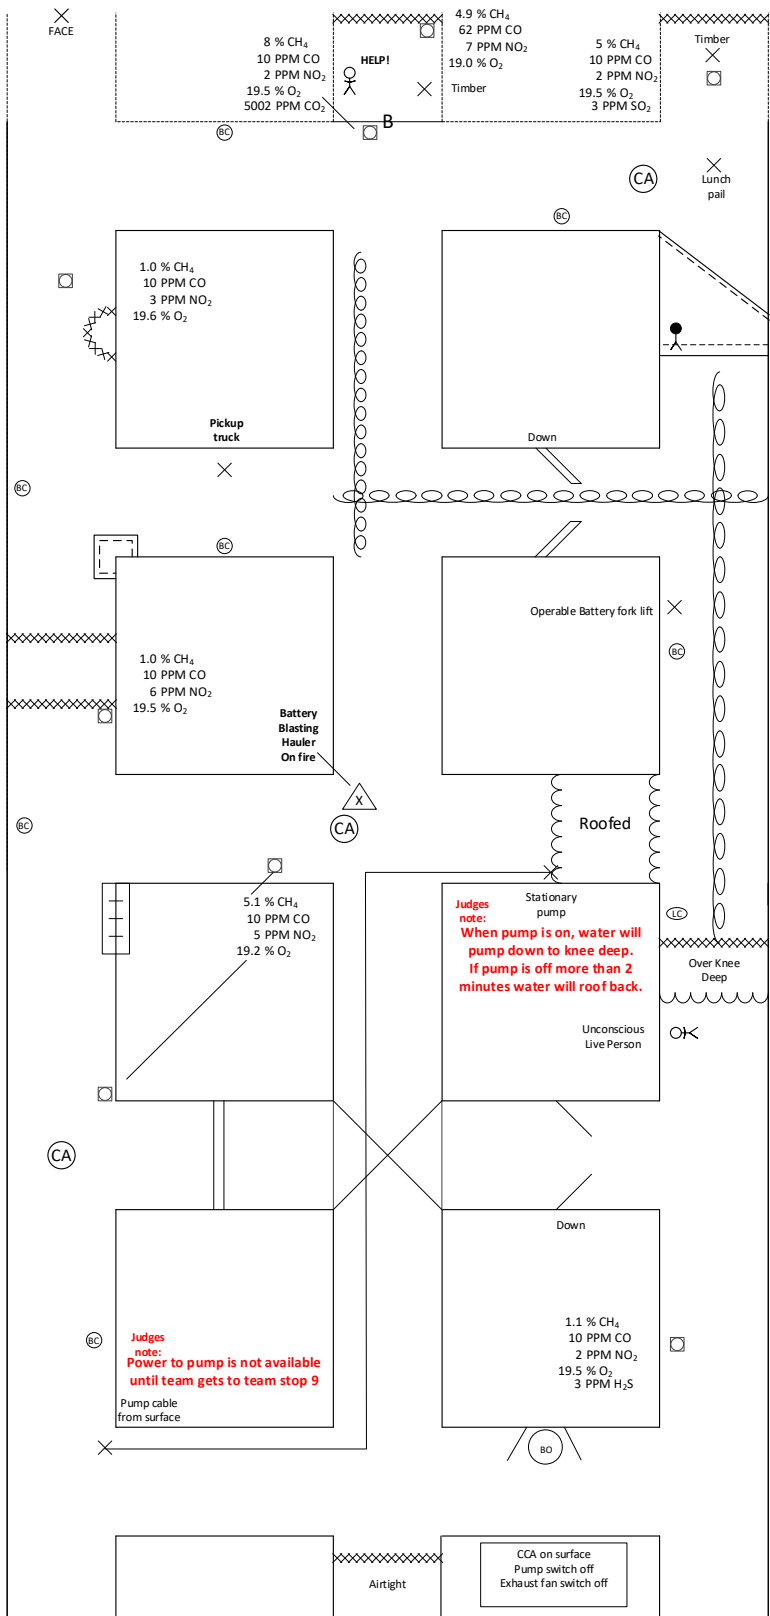 FACE
8 % CH₄
10 PPM CO
2 PPM NO₂
19.5 % O₂
5002 PPM CO₂
HELP!
4.9 % CH₄
62 PPM CO
7 PPM NO₂
19.0 % O₂
Timber
5 % CH₄
10 PPM CO
2 PPM NO₂
19.5 % O₂
3 PPM SO₂
Timber
B
BC
CA
Lunch
pail
BC
1.0 % CH₄
10 PPM CO
3 PPM NO₂
19.6 % O₂
Pickup
truck
Down
BC
BC
Operable Battery fork lift
BC
1.0 % CH₄
10 PPM CO
6 PPM NO₂
19.5 % O₂
Battery
Blasting
Hauler
On fire
X
CA
BC
Roofed
5.1 % CH₄
10 PPM CO
5 PPM NO₂
19.2 % O₂
Stationary
pump
Judges
note:
When pump is on, water will
pump down to knee deep.
If pump is off more than 2
minutes water will roof back.
LC
Over Knee
Deep
Unconscious
Live Person
CA
Down
BC
Judges
note:
Power to pump is not available
until team gets to team stop 9
Pump cable
from surface
1.1 % CH₄
10 PPM CO
2 PPM NO₂
19.5 % O₂
3 PPM H₂S
BO
Airtight
CCA on surface
Pump switch off
Exhaust fan switch off